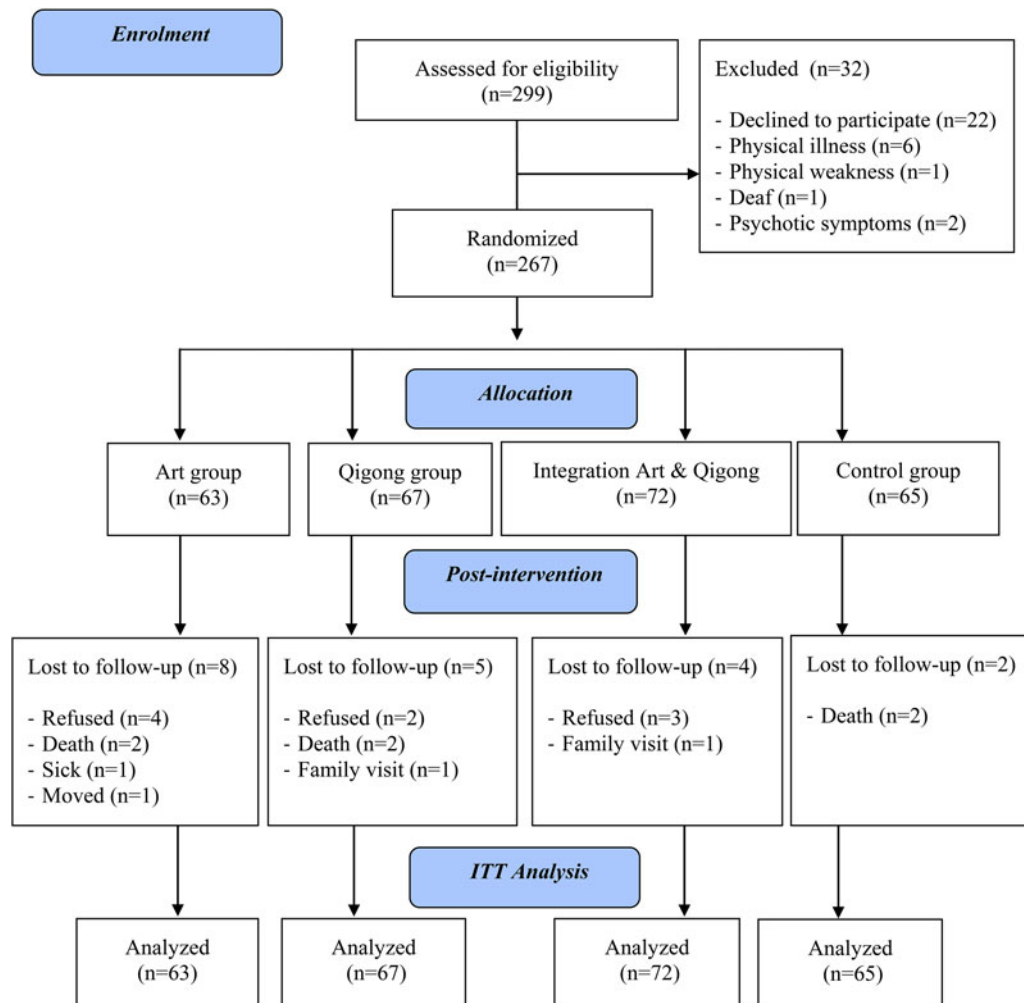 Enrolment
Assessed for eligibility
(n=299)
Excluded (n=32)
- Declined to participate (n=22)
- Physical illness (n=6)
- Physical weakness (n=1)
- Deaf (n=1)
- Psychotic symptoms (n=2)
Randomized
(n=267)
Allocation
Art group
(n=63)
Qigong group
(n=67)
Integration Art & Qigong
(n=72)
Control group
(n=65)
Post-intervention
Lost to follow-up (n=8)
- Refused (n=4)
- Death (n=2)
- Sick (n=1)
- Moved (n=1)
Lost to follow-up (n=5)
- Refused (n=2)
- Death (n=2)
- Family visit (n=1)
Lost to follow-up (n=4)
- Refused (n=3)
- Family visit (n=1)
Lost to follow-up (n=2)
- Death (n=2)
ITT Analysis
Analyzed
(n=63)
Analyzed
(n=67)
Analyzed
(n=72)
Analyzed
(n=65)